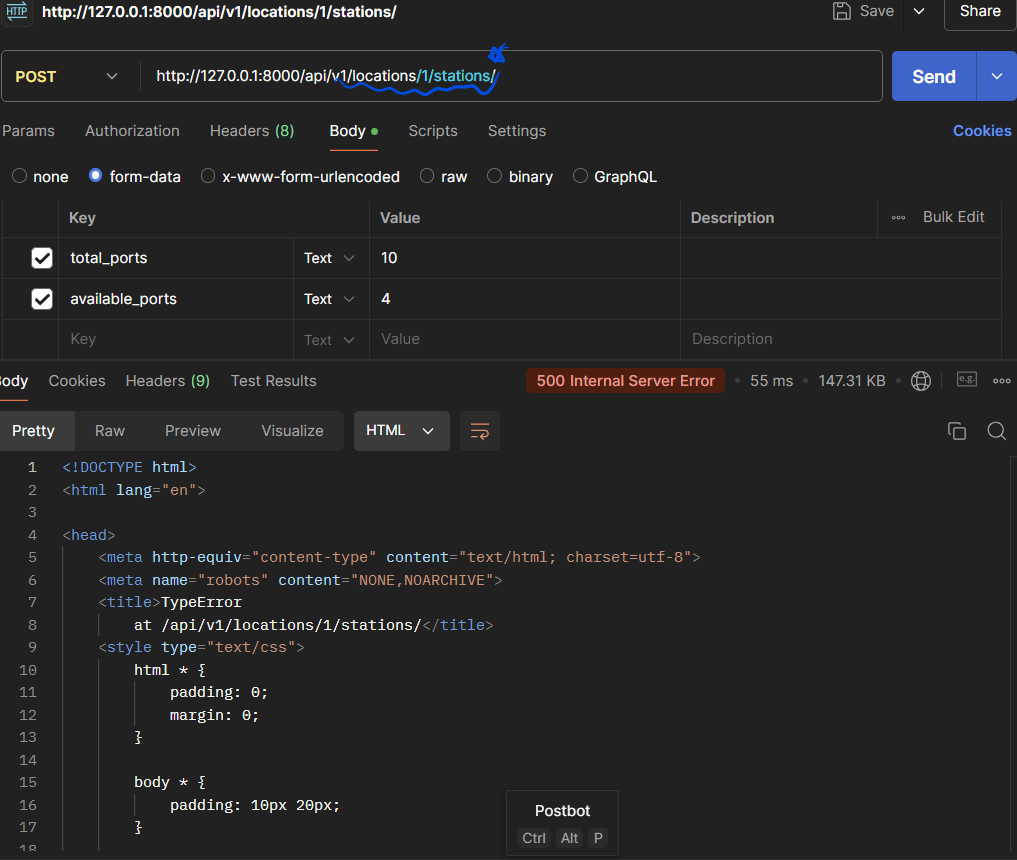 HTTP http://127.0.0.1:8000/api/v1/locations/1/stations/ Save Share
POST http://127.0.0.1:8000/api/v1/locations/1/stations/ Send
Params Authorization Headers (8) Body Scripts Settings Cookies
none form-data x-www-form-urlencoded raw binary GraphQL
Key Value Description Bulk Edit
total_ports Text 10
available_ports Text 4
Key Text Value Description
ody Cookies Headers (9) Test Results 500 Internal Server Error 55 ms 147.31 KB e.g.
Pretty Raw Preview Visualize HTML
1 <!DOCTYPE html>
2 <html lang="en">
3
4 <head>
5 <meta http-equiv="content-type" content="text/html; charset=utf-8">
6 <meta name="robots" content="NONE,NOARCHIVE">
7 <title>TypeError
8 at /api/v1/locations/1/stations/</title>
9 <style type="text/css">
10 html * {
11 padding: 0;
12 margin: 0;
13 }
14
15 body * {
16 padding: 10px 20px;
17 }
18
Postbot
Ctrl Alt P